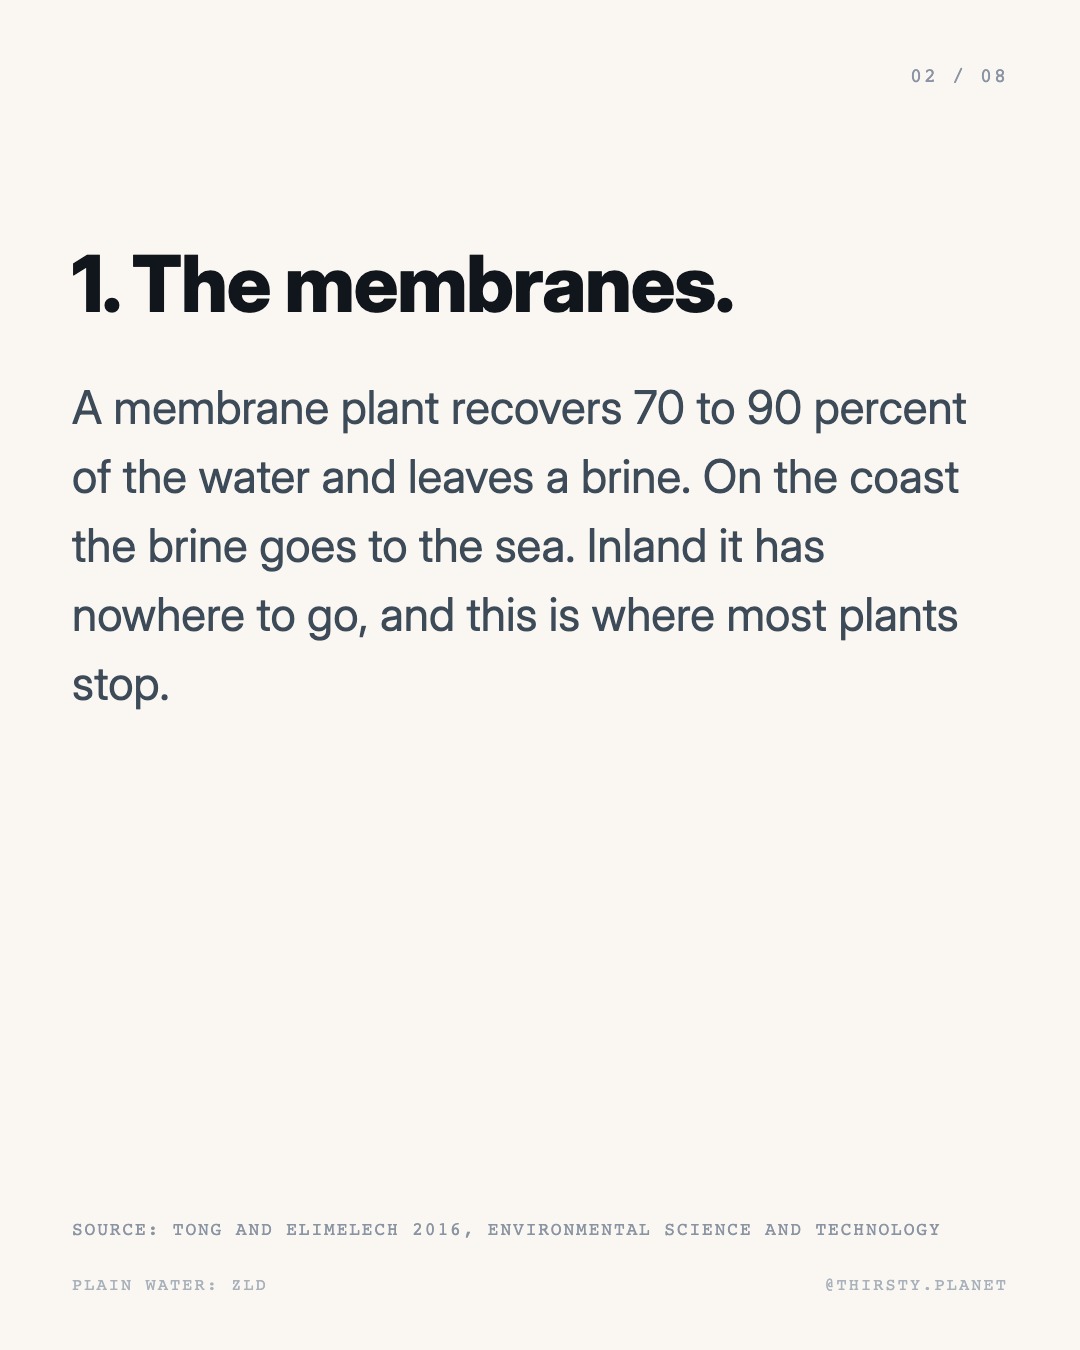 02 / 08
1. The membranes.
A membrane plant recovers 70 to 90 percent
of the water and leaves a brine. On the coast
the brine goes to the sea. Inland it has
nowhere to go, and this is where most plants
stop.
SOURCE: TONG AND ELIMELECH 2016, ENVIRONMENTAL SCIENCE AND TECHNOLOGY
PLAIN WATER: ZLD
@THIRSTY.PLANET